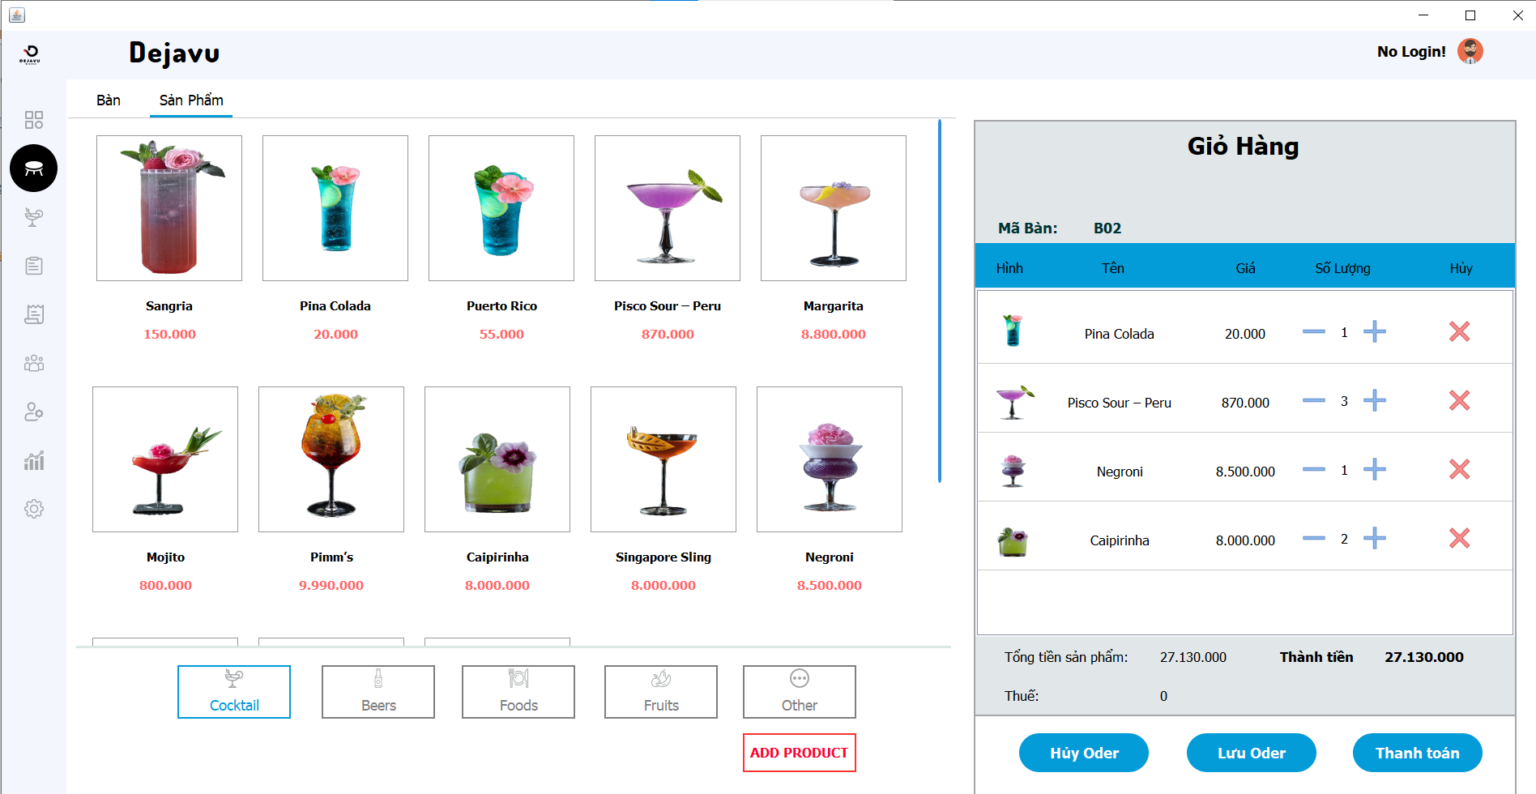 DEJAVU
Dejavu
No Login!
Bàn
Sản Phẩm
Sangria
150.000
Pina Colada
20.000
Puerto Rico
55.000
Pisco Sour – Peru
870.000
Margarita
8.800.000
Mojito
800.000
Pimm's
9.990.000
Caipirinha
8.000.000
Singapore Sling
8.000.000
Negroni
8.500.000
Cocktail
Beers
Foods
Fruits
Other
ADD PRODUCT
Giỏ Hàng
Mã Bàn: B02
Hình Tên Giá Số Lượng Hủy
Pina Colada 20.000 1
Pisco Sour – Peru 870.000 3
Negroni 8.500.000 1
Caipirinha 8.000.000 2
Tổng tiền sản phẩm: 27.130.000 Thành tiền 27.130.000
Thuế: 0
Hủy Oder
Lưu Oder
Thanh toán